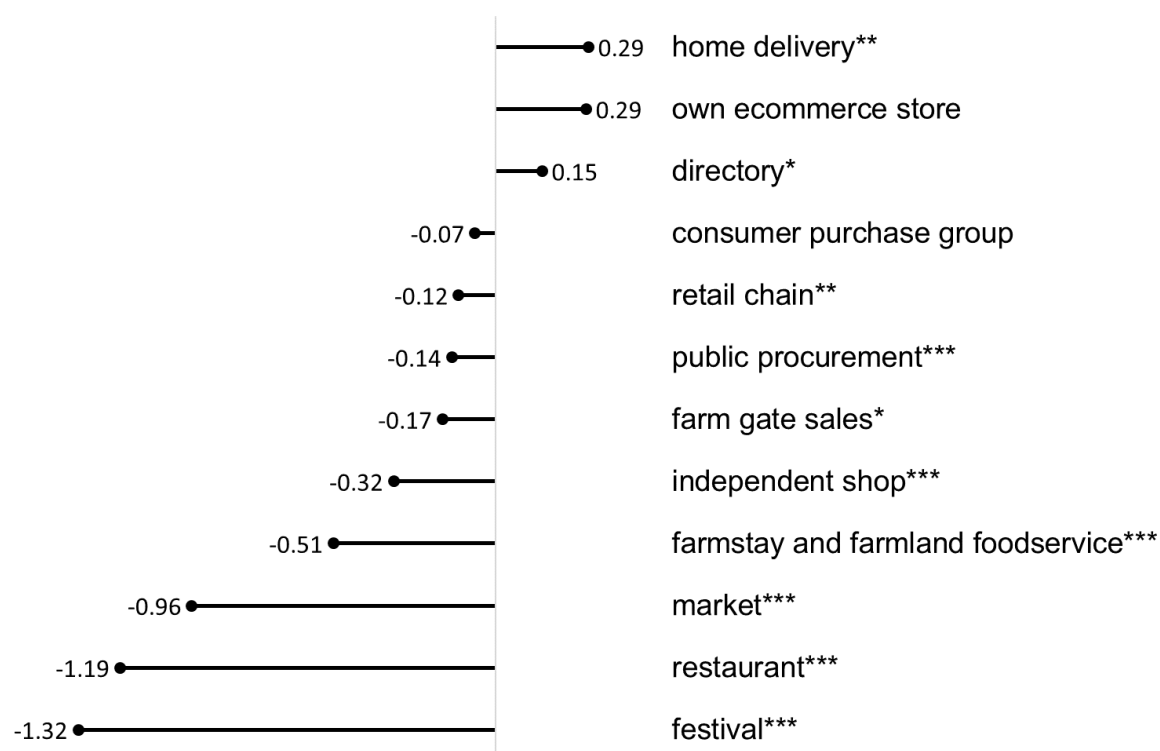 0.29 home delivery**
0.29 own ecommerce store
0.15 directory*
-0.07 consumer purchase group
-0.12 retail chain**
-0.14 public procurement***
-0.17 farm gate sales*
-0.32 independent shop***
-0.51 farmstay and farmland foodservice***
-0.96 market***
-1.19 restaurant***
-1.32 festival***